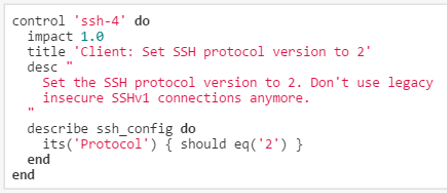 control 'ssh-4' do
  impact 1.0
  title 'Client: Set SSH protocol version to 2'
  desc "
    Set the SSH protocol version to 2. Don't use legacy
    insecure SSHv1 connections anymore.
  "
  describe ssh_config do
    its('Protocol') { should eq('2') }
  end
end